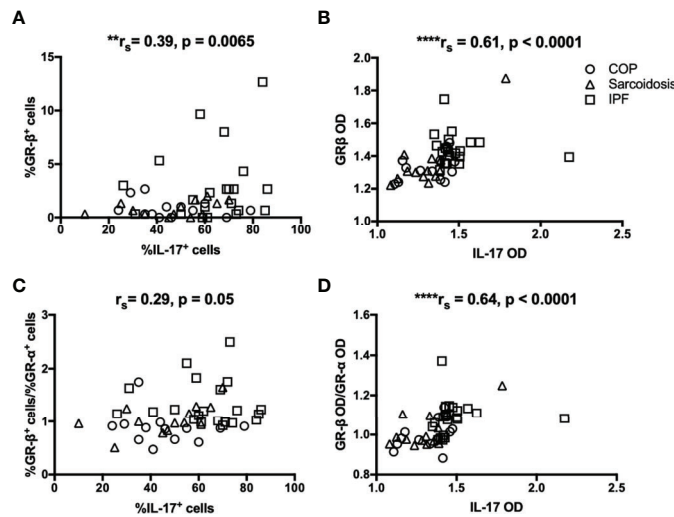 A
**rs = 0.39, p = 0.0065
%GR-β+ cells
15
10
5
0
0 20 40 60 80 100
%IL-17+ cells
B
****rs = 0.61, p < 0.0001
COP
Sarcoidosis
IPF
GRβ OD
2.0
1.8
1.6
1.4
1.2
1.0
1.0 1.5 2.0 2.5
IL-17 OD
C
rs = 0.29, p = 0.05
%GR-β+ cells/%GR-α+ cells
3
2
1
0
0 20 40 60 80 100
%IL-17+ cells
D
****rs = 0.64, p < 0.0001
GR-β OD/GR-α OD
1.6
1.4
1.2
1.0
0.8
1.0 1.5 2.0 2.5
IL-17 OD